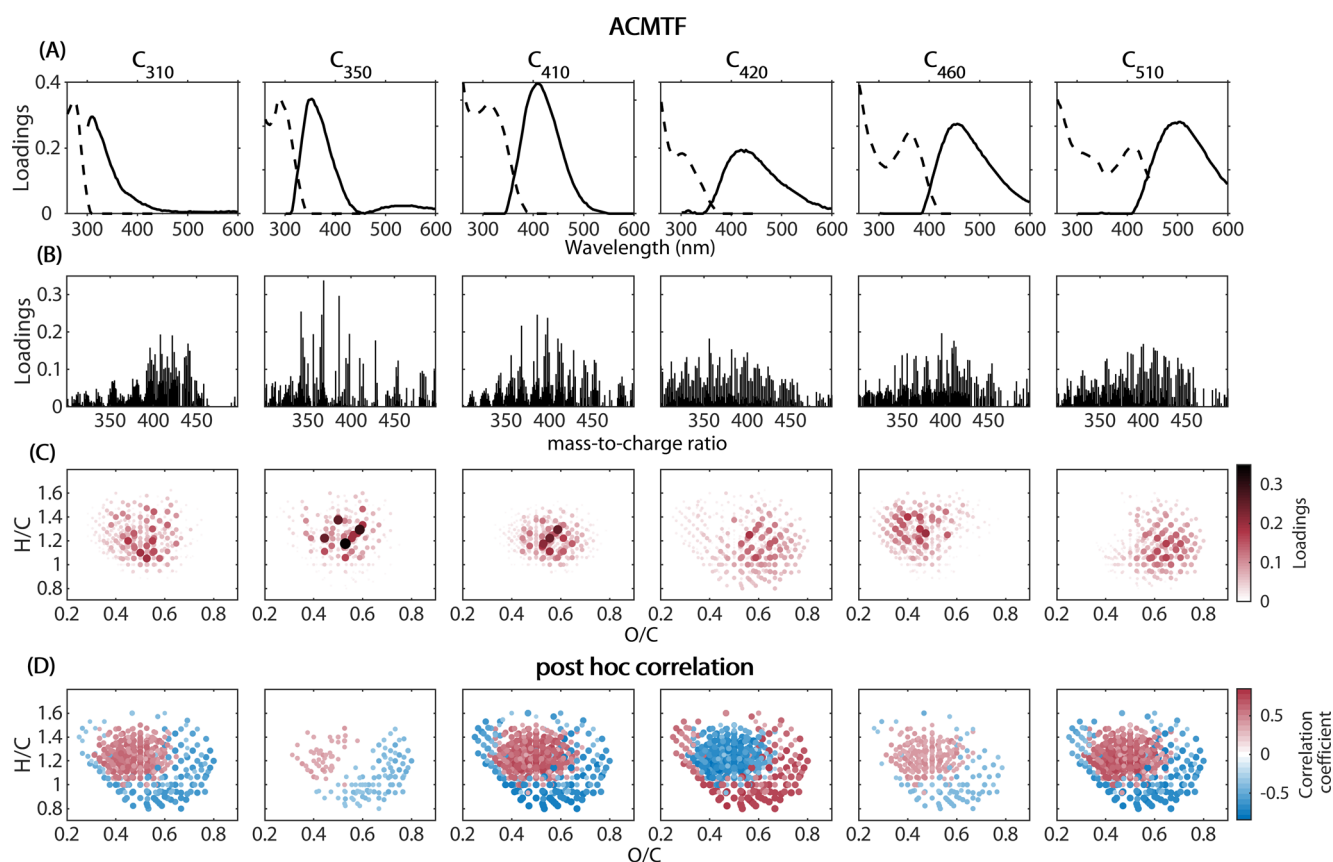 ACMTF
(A)
C310 C350 C410 C420 C460 C510
Loadings
0.4
0.2
0
300 400 500 600 300 400 500 600 300 400 500 600 300 400 500 600 300 400 500 600 300 400 500 600
Wavelength (nm)
(B)
Loadings
0.3
0.2
0.1
0
350 400 450 350 400 450 350 400 450 350 400 450 350 400 450 350 400 450
mass-to-charge ratio
(C)
H/C
1.6
1.4
1.2
1
0.8
0.2 0.4 0.6 0.8 0.2 0.4 0.6 0.8 0.2 0.4 0.6 0.8 0.2 0.4 0.6 0.8 0.2 0.4 0.6 0.8 0.2 0.4 0.6 0.8
O/C
0.3
0.2
0.1
0
Loadings
(D)
post hoc correlation
H/C
1.6
1.4
1.2
1
0.8
0.2 0.4 0.6 0.8 0.2 0.4 0.6 0.8 0.2 0.4 0.6 0.8 0.2 0.4 0.6 0.8 0.2 0.4 0.6 0.8 0.2 0.4 0.6 0.8
O/C
0.5
0
-0.5
Correlation
coefficient